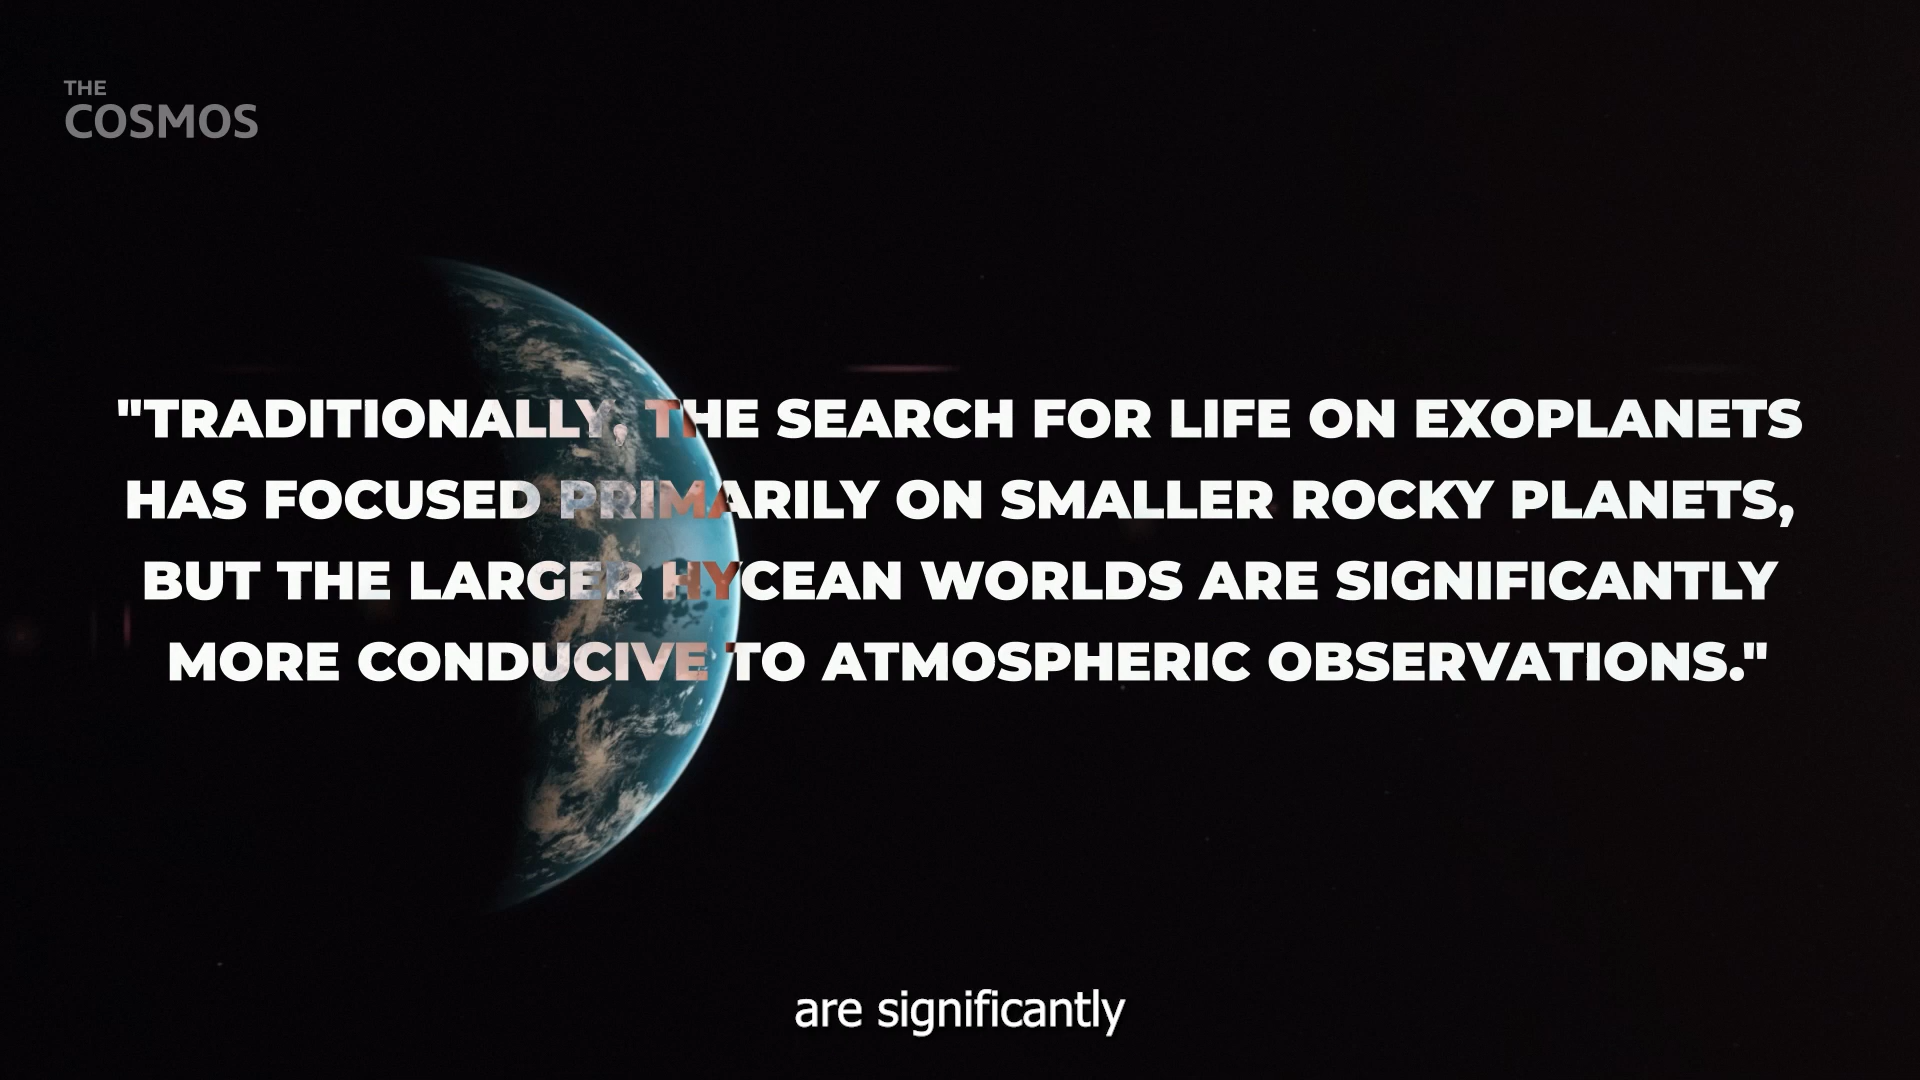 THE
COSMOS
"TRADITIONALLY, THE SEARCH FOR LIFE ON EXOPLANETS
HAS FOCUSED PRIMARILY ON SMALLER ROCKY PLANETS,
BUT THE LARGER HYCEAN WORLDS ARE SIGNIFICANTLY
MORE CONDUCIVE TO ATMOSPHERIC OBSERVATIONS."
are significantly